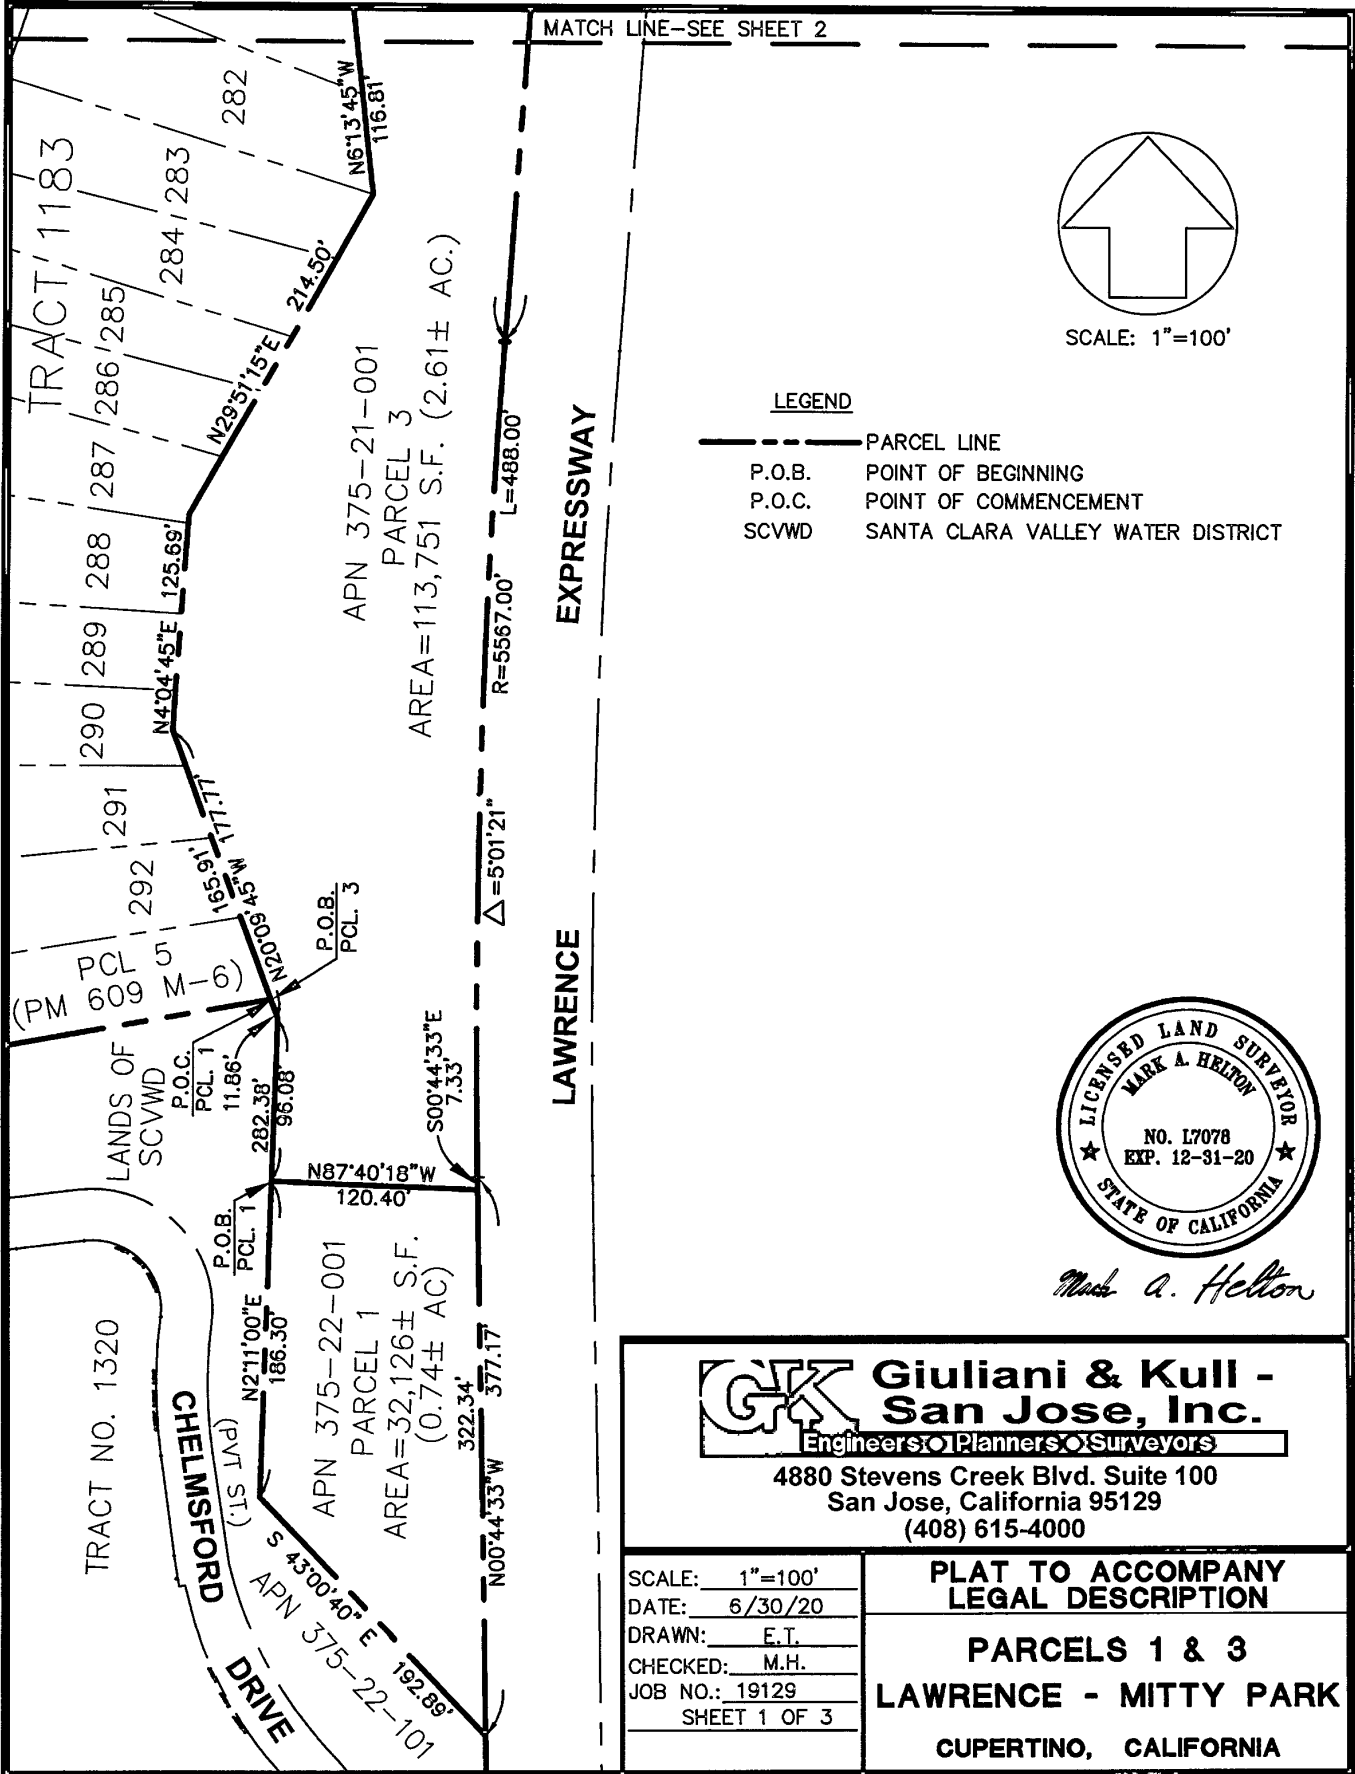 MATCH LINE-SEE SHEET 2
TRACT 1183
282
283
284
285
286
287
288
289
290
291
292
N6°13'45"W
116.81'
214.50'
N29°51'15"E
125.69'
N4°04'45"E
177.77'
165.91'
N20°09'45"W
APN 375-21-001
PARCEL 3
AREA=113,751 S.F. (2.61± AC.)
L=488.00'
R=5567.00'
△=5°01'21"
LAWRENCE EXPRESSWAY
SCALE: 1"=100'
LEGEND
PARCEL LINE
P.O.B. POINT OF BEGINNING
P.O.C. POINT OF COMMENCEMENT
SCVWD SANTA CLARA VALLEY WATER DISTRICT
P.O.B.
PCL. 3
PCL 5
(PM 609 M-6)
LANDS OF
SCVWD
P.O.C.
PCL. 1
11.86'
282.38'
96.08'
S00°44'33"E
7.33'
N87°40'18"W
120.40'
P.O.B.
PCL. 1
N2°11'00"E
186.30'
APN 375-22-001
PARCEL 1
AREA=32,126± S.F.
(0.74± AC)
322.34'
377.17'
N00°44'33"W
S 43°00'40" E
192.89'
APN 375-22-101
TRACT NO. 1320
CHELMSFORD DRIVE
(PVT ST.)
LICENSED LAND SURVEYOR
MARK A. HELTON
NO. L7078
EXP. 12-31-20
STATE OF CALIFORNIA
Mark A. Helton
GK
Giuliani & Kull -
San Jose, Inc.
Engineers Planners Surveyors
4880 Stevens Creek Blvd. Suite 100
San Jose, California 95129
(408) 615-4000
SCALE: 1"=100'
DATE: 6/30/20
DRAWN: E.T.
CHECKED: M.H.
JOB NO.: 19129
SHEET 1 OF 3
PLAT TO ACCOMPANY
LEGAL DESCRIPTION
PARCELS 1 & 3
LAWRENCE - MITTY PARK
CUPERTINO, CALIFORNIA